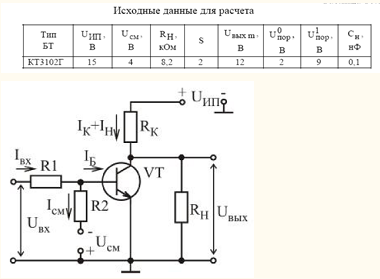 Исходные данные для расчета
Тип БТ | Uип, В | Uсм, В | Rн, кОм | S | Uвых m, В | U⁰пор, В | U¹пор, В | Cн, нФ
КТ3102Г | 15 | 4 | 8,2 | 2 | 12 | 2 | 9 | 0,1
+ Uип -
Iк+Iн Rк
Iвх R1 Iб VT
Iсм R2 Rн Uвых
Uвх - Uсм +